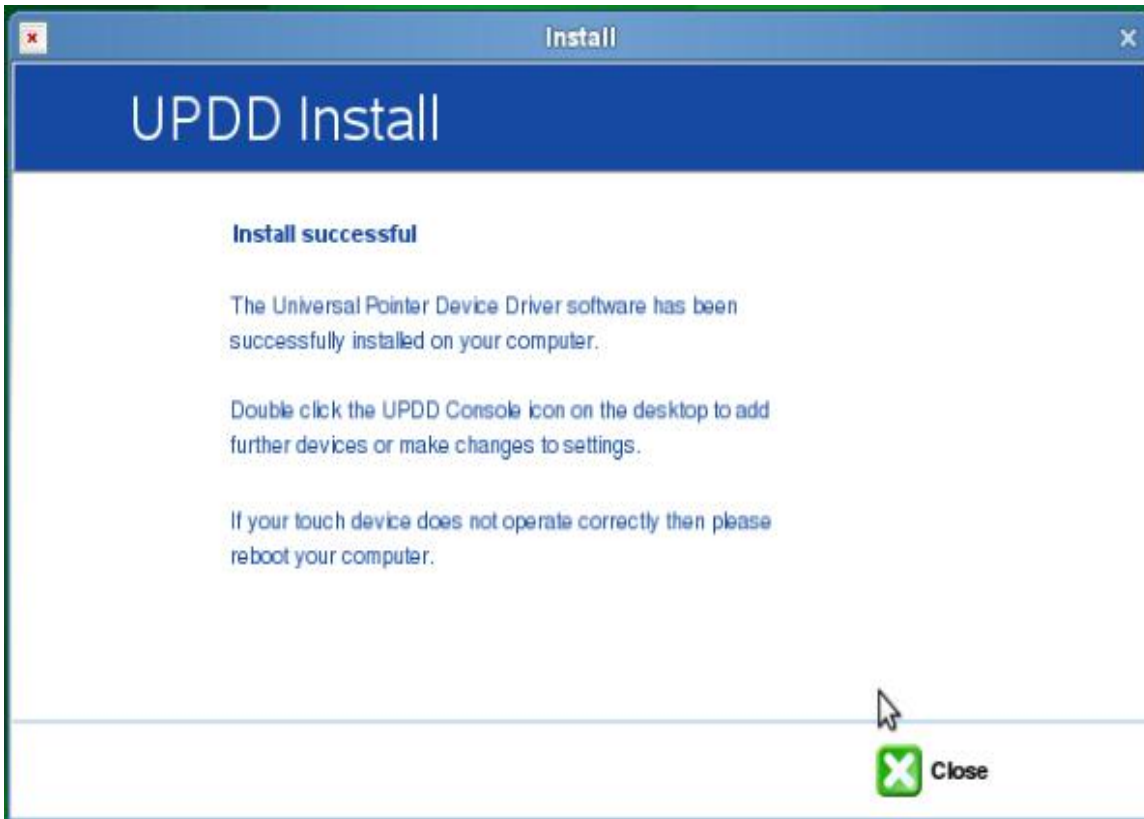 Install
UPDD Install
Install successful
The Universal Pointer Device Driver software has been
successfully installed on your computer.
Double click the UPDD Console icon on the desktop to add
further devices or make changes to settings.
If your touch device does not operate correctly then please
reboot your computer.
Close